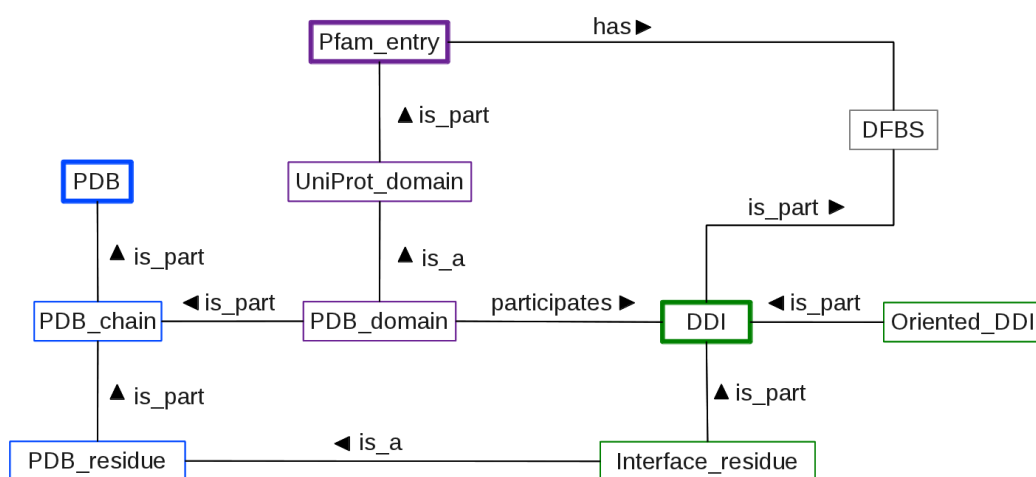 has
Pfam_entry
is_part
DFBS
PDB
UniProt_domain
is_part
is_part
is_a
is_part
participates
is_part
PDB_chain
PDB_domain
DDI
Oriented_DDI
is_part
is_part
is_a
PDB_residue
Interface_residue